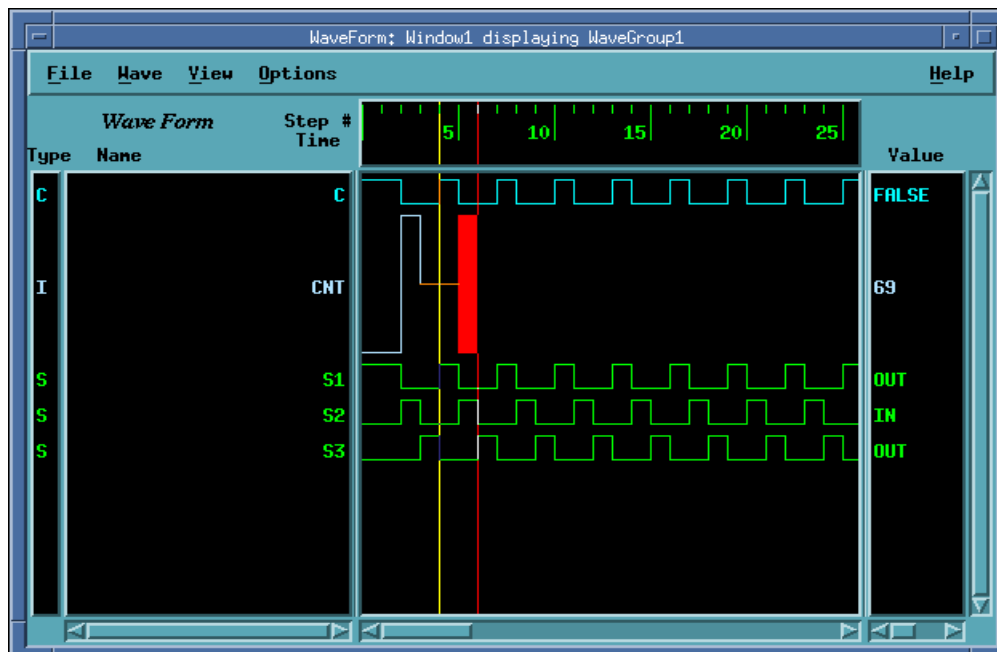 WaveForm: Window1 displaying WaveGroup1
File Wave View Options Help
Wave Form Step #
Time
5 10 15 20 25
Type Name Value
C C FALSE
I CNT 69
S S1 OUT
S S2 IN
S S3 OUT